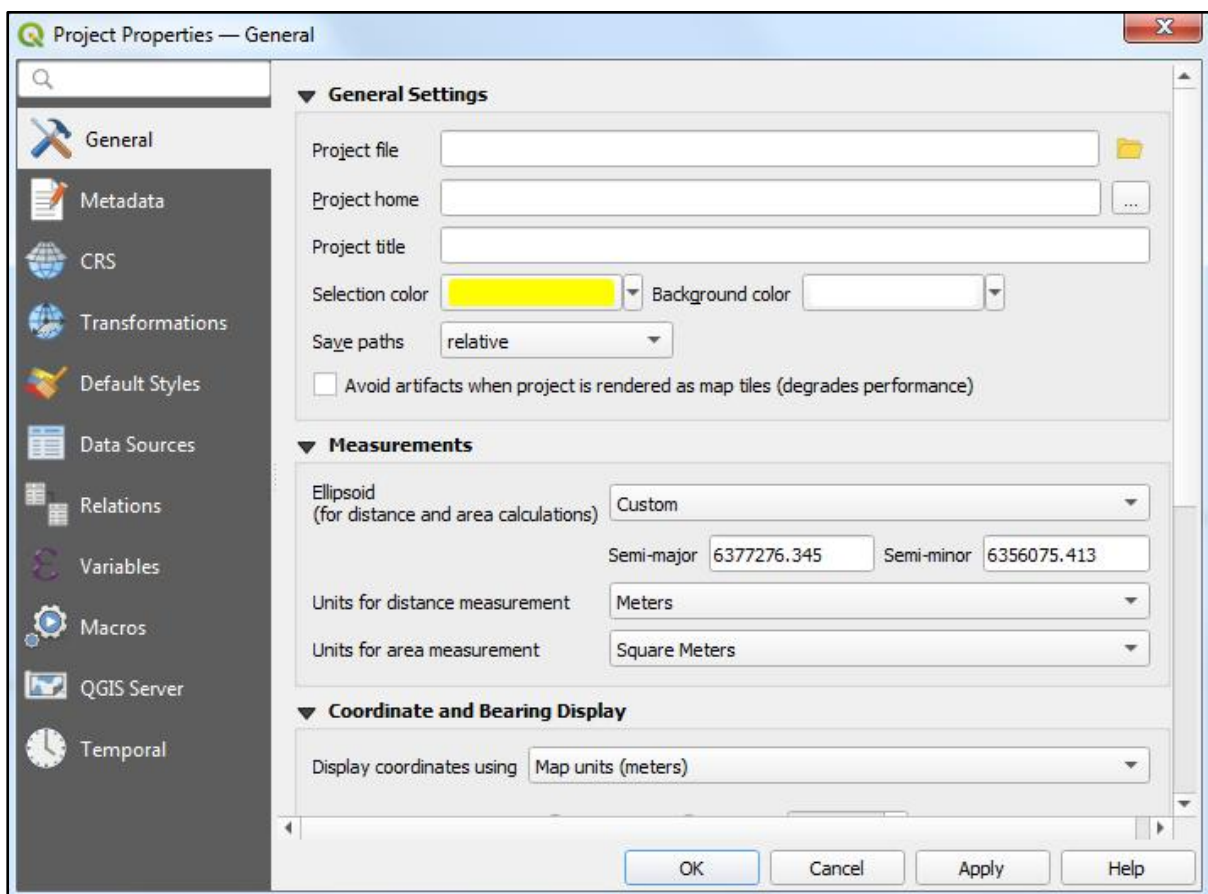 Project Properties — General
General
Metadata
CRS
Transformations
Default Styles
Data Sources
Relations
Variables
Macros
QGIS Server
Temporal
General Settings
Project file
Project home
...
Project title
Selection color Background color
Save paths relative
Avoid artifacts when project is rendered as map tiles (degrades performance)
Measurements
Ellipsoid
(for distance and area calculations) Custom
Semi-major 6377276.345 Semi-minor 6356075.413
Units for distance measurement Meters
Units for area measurement Square Meters
Coordinate and Bearing Display
Display coordinates using Map units (meters)
OK Cancel Apply Help